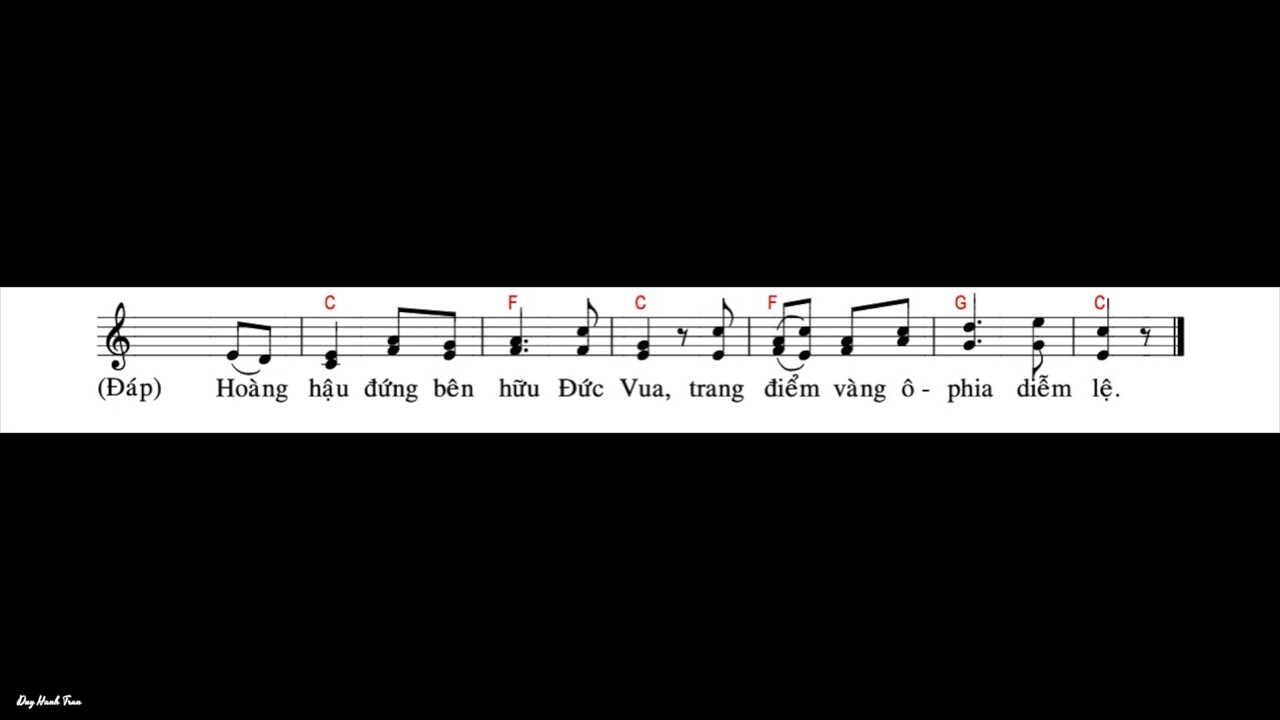 C F C F G C
(Đáp) Hoàng hậu đứng bên hữu Đức Vua, trang điểm vàng ô - phia diễm lệ.
Duy Hanh Tran